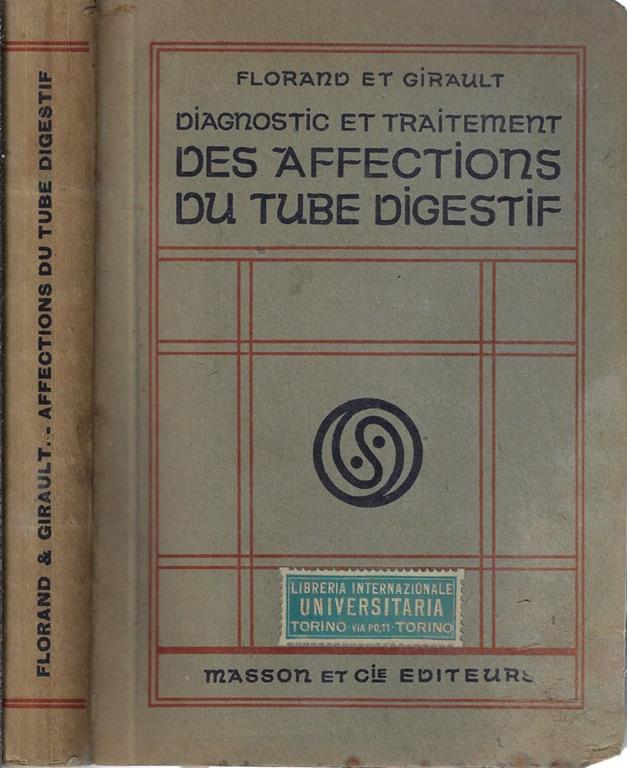 FLORAND & GIRAULT. - AFFECTIONS DU TUBE DIGESTIF
FLORAND ET GIRAULT
DIAGNOSTIC ET TRAITEMENT
DES AFFECTIONS
DU TUBE DIGESTIF
LIBRERIA INTERNAZIONALE
UNIVERSITARIA
TORINO - VIA PO,11 - TORINO
MASSON ET CIE EDITEURS